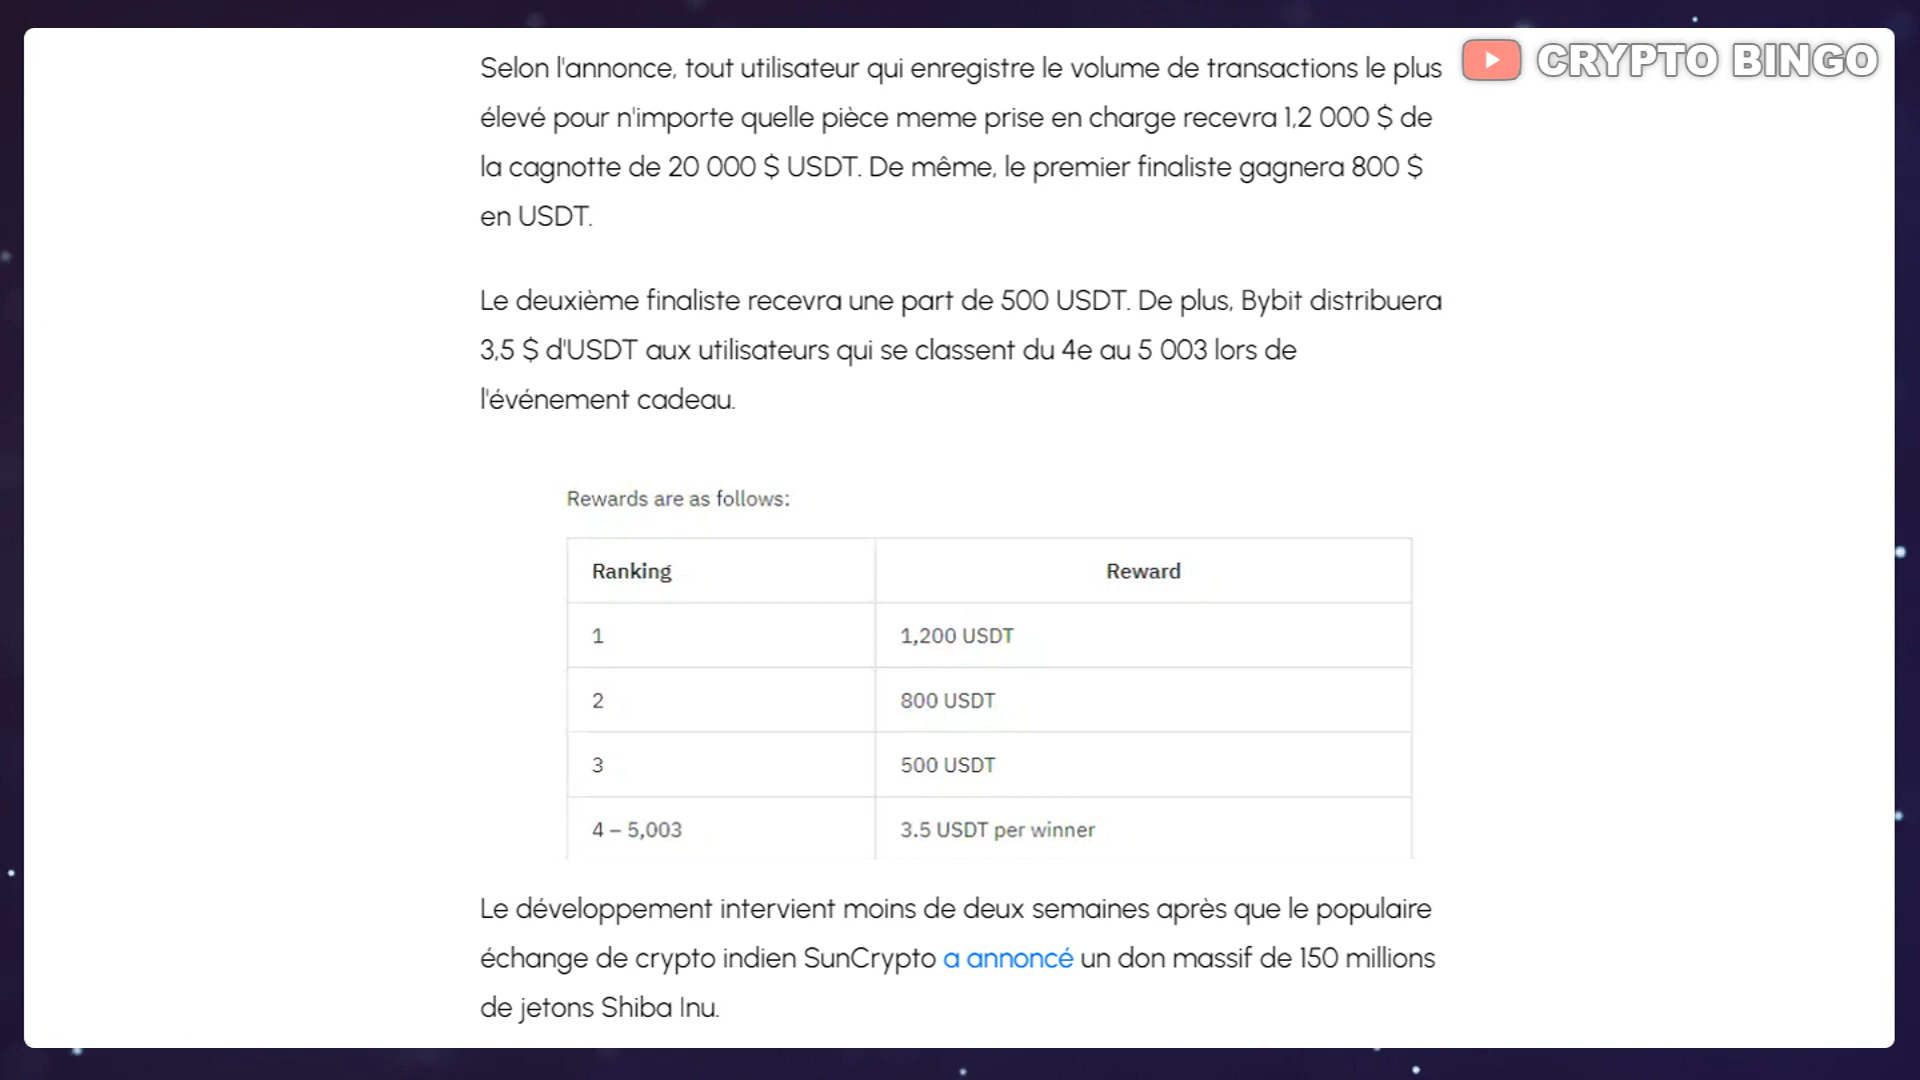 CRYPTO BINGO
Selon l'annonce, tout utilisateur qui enregistre le volume de transactions le plus
élevé pour n'importe quelle pièce meme prise en charge recevra 1,2 000 $ de
la cagnotte de 20 000 $ USDT. De même, le premier finaliste gagnera 800 $
en USDT.
Le deuxième finaliste recevra une part de 500 USDT. De plus, Bybit distribuera
3,5 $ d'USDT aux utilisateurs qui se classent du 4e au 5 003 lors de
l'événement cadeau.
Rewards are as follows:
Ranking Reward
1 1,200 USDT
2 800 USDT
3 500 USDT
4 – 5,003 3.5 USDT per winner
Le développement intervient moins de deux semaines après que le populaire
échange de crypto indien SunCrypto a annoncé un don massif de 150 millions
de jetons Shiba Inu.